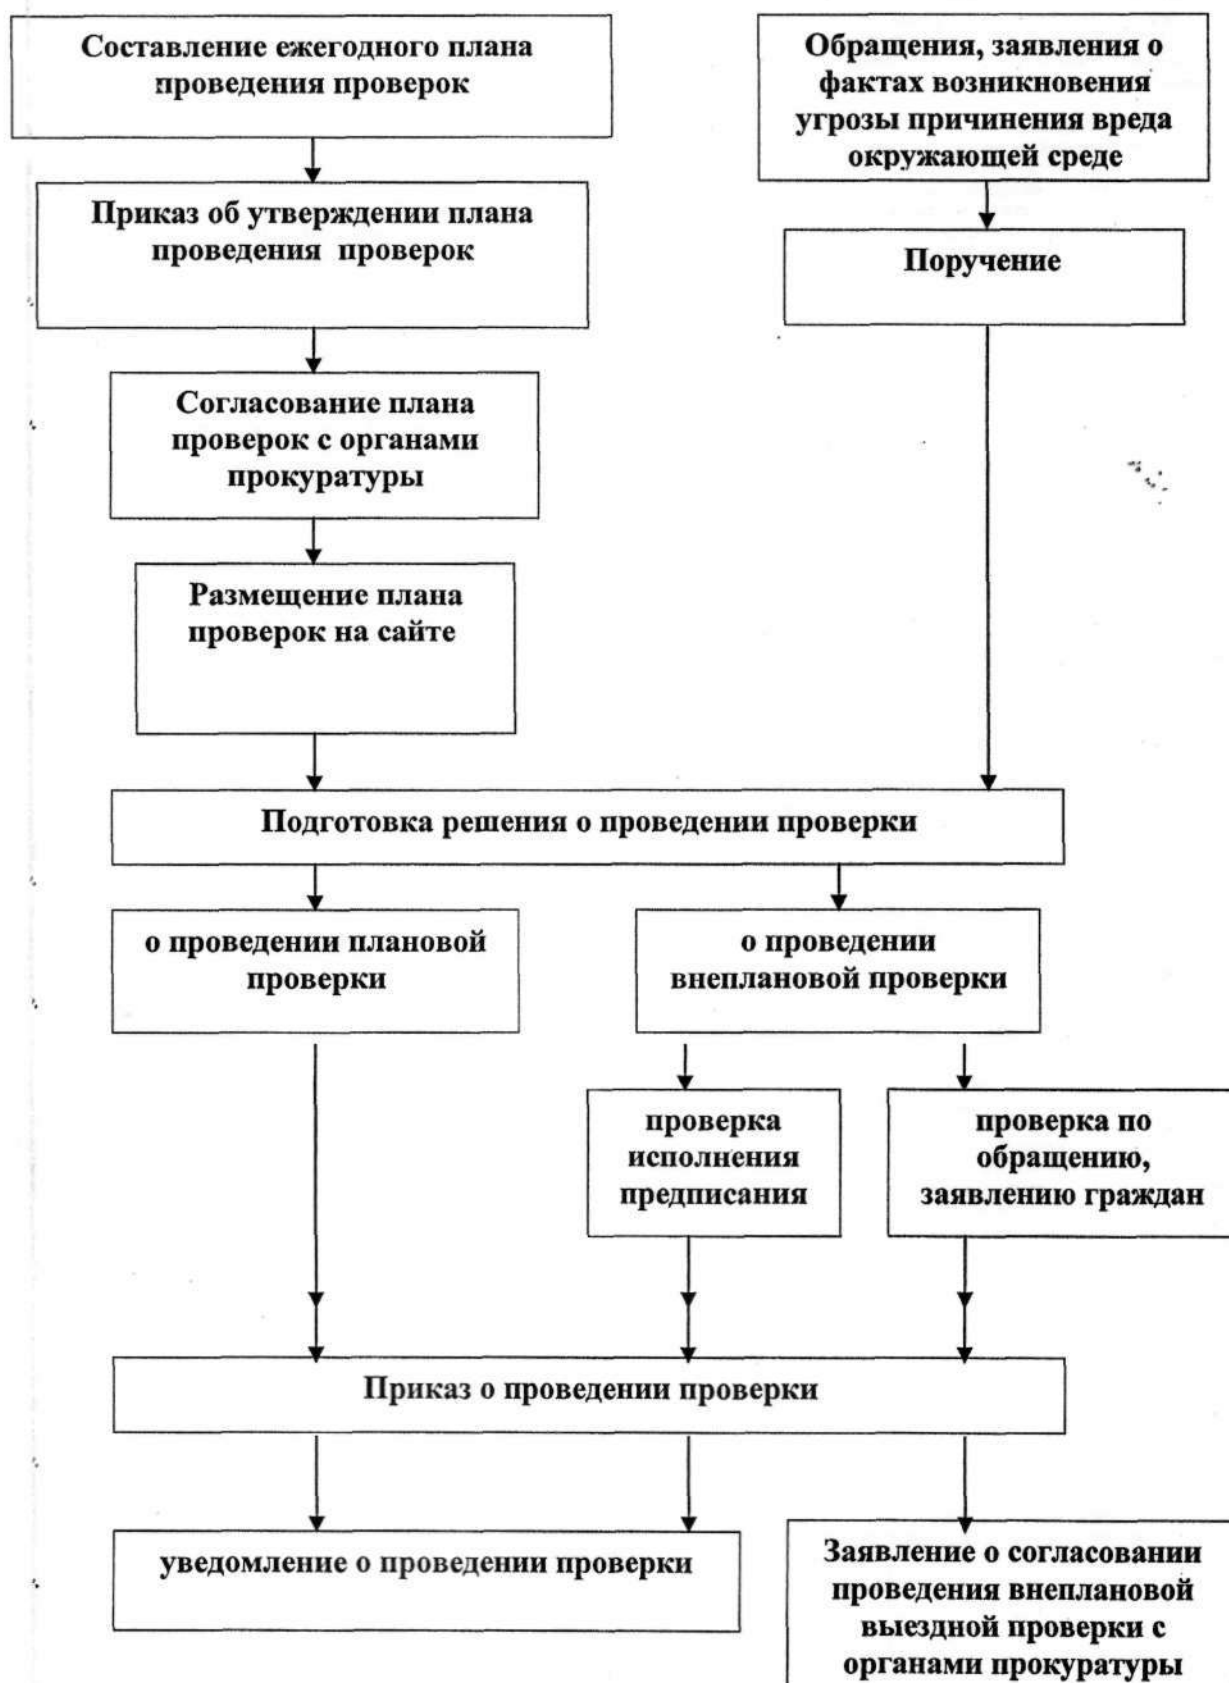 Составление ежегодного плана
проведения проверок
Обращения, заявления о
фактах возникновения
угрозы причинения вреда
окружающей среде
Приказ об утверждении плана
проведения проверок
Поручение
Согласование плана
проверок с органами
прокуратуры
Размещение плана
проверок на сайте
Подготовка решения о проведении проверки
о проведении плановой
проверки
о проведении
внеплановой проверки
проверка
исполнения
предписания
проверка по
обращению,
заявлению граждан
Приказ о проведении проверки
уведомление о проведении проверки
Заявление о согласовании
проведения внеплановой
выездной проверки с
органами прокуратуры